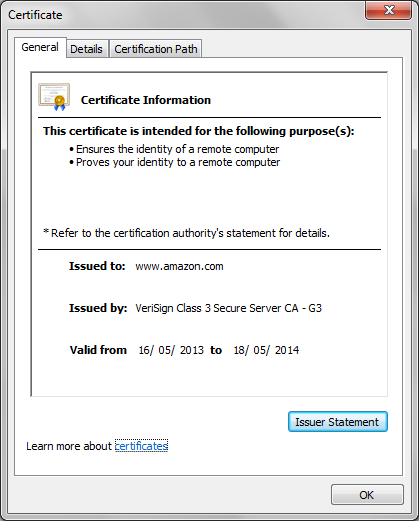 Certificate
General Details Certification Path
Certificate Information
This certificate is intended for the following purpose(s):
• Ensures the identity of a remote computer
• Proves your identity to a remote computer
* Refer to the certification authority's statement for details.
Issued to: www.amazon.com
Issued by: VeriSign Class 3 Secure Server CA - G3
Valid from 16/ 05/ 2013 to 18/ 05/ 2014
Issuer Statement
Learn more about certificates
OK